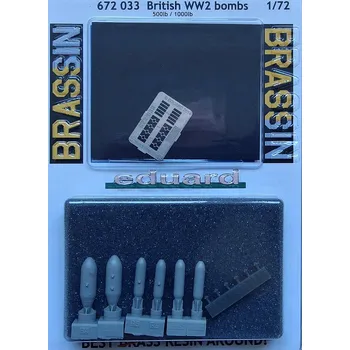 672 033 British WW2 bombs 1/72
500lb / 1000lb
BRASSIN
BRASSIN
eduard
BEST BRASS RESIN AROUND!